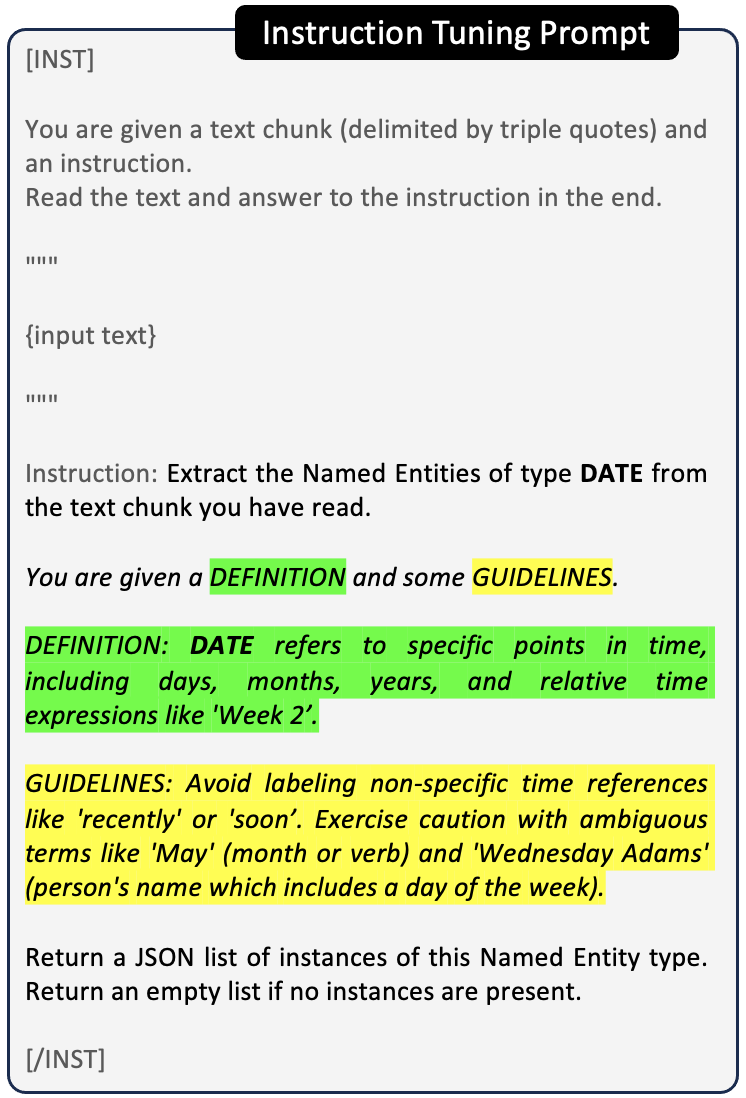 Instruction Tuning Prompt
[INST]
You are given a text chunk (delimited by triple quotes) and
an instruction.
Read the text and answer to the instruction in the end.
"""
{input text}
"""
Instruction: Extract the Named Entities of type DATE from
the text chunk you have read.
You are given a DEFINITION and some GUIDELINES.
DEFINITION: DATE refers to specific points in time,
including days, months, years, and relative time
expressions like 'Week 2’.
GUIDELINES: Avoid labeling non-specific time references
like 'recently' or 'soon’. Exercise caution with ambiguous
terms like 'May' (month or verb) and 'Wednesday Adams'
(person's name which includes a day of the week).
Return a JSON list of instances of this Named Entity type.
Return an empty list if no instances are present.
[/INST]